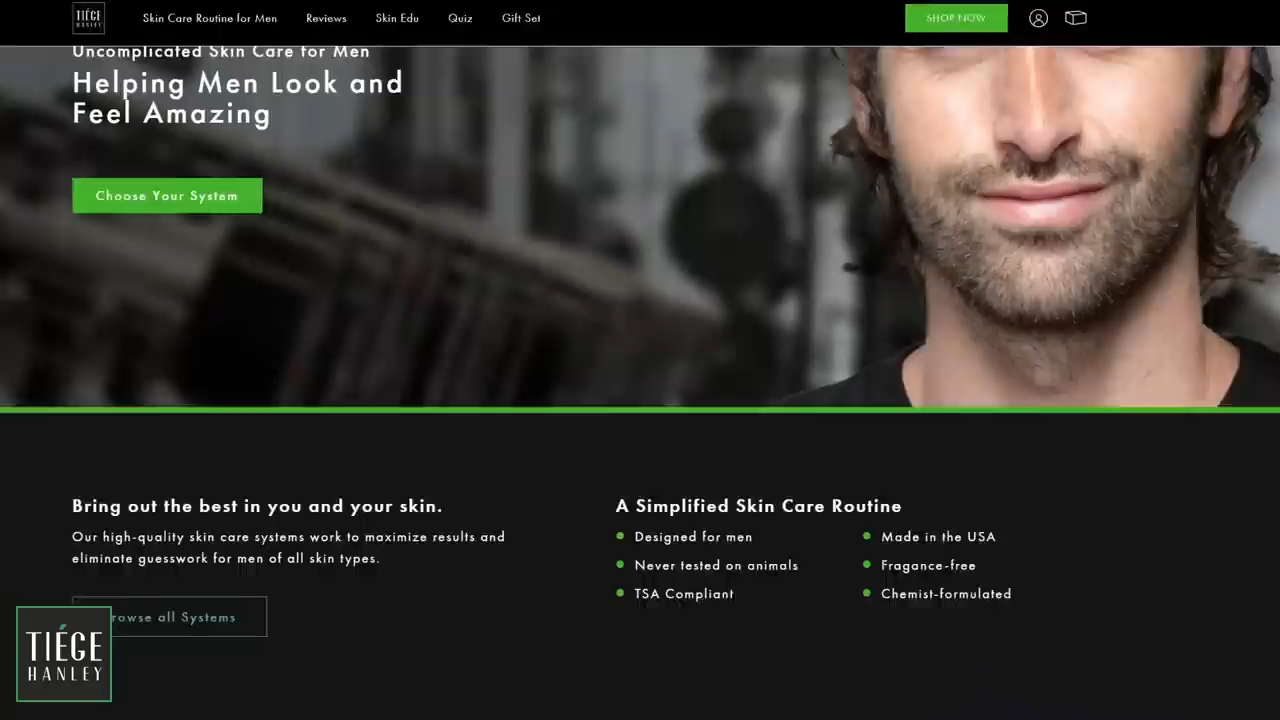 TIÉGE
HANLEY
Skin Care Routine for Men
Reviews
Skin Edu
Quiz
Gift Set
SHOP NOW
Uncomplicated Skin Care for Men
Helping Men Look and
Feel Amazing
Choose Your System
Bring out the best in you and your skin.
Our high-quality skin care systems work to maximize results and
eliminate guesswork for men of all skin types.
rowse all Systems
A Simplified Skin Care Routine
Designed for men
Never tested on animals
TSA Compliant
Made in the USA
Fragance-free
Chemist-formulated
TIÉGE
HANLEY